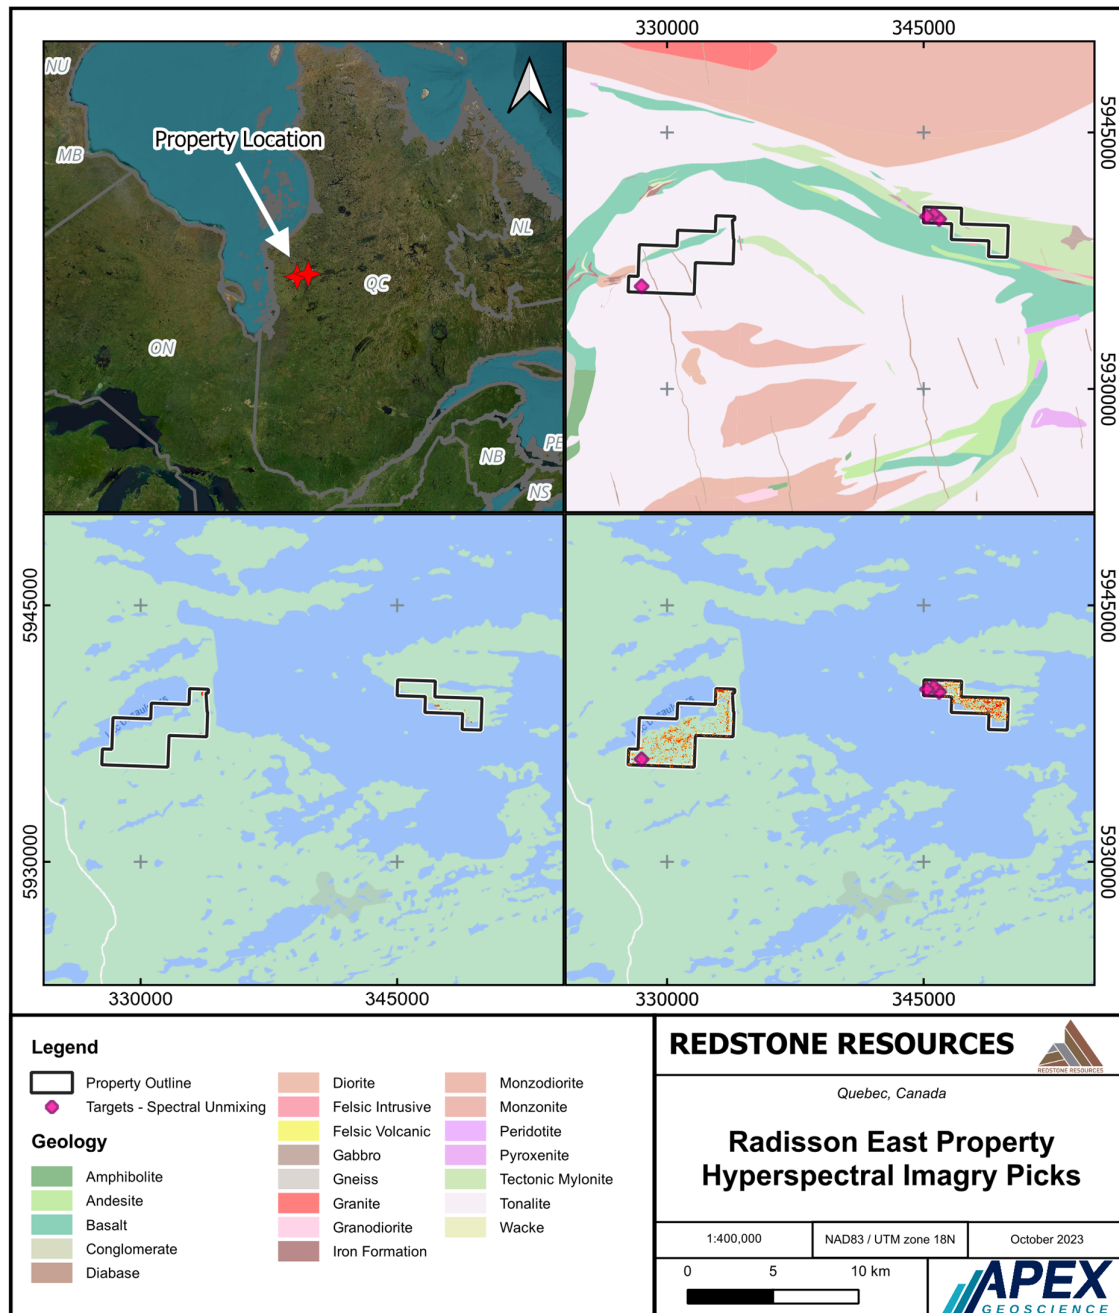 330000
345000
NU
MB
Property Location
NL
QC
ON
NB
PE
NS
5945000
5930000
5945000
5930000
330000
345000
330000
345000
Legend
Property Outline
Targets - Spectral Unmixing
Geology
Amphibolite
Andesite
Basalt
Conglomerate
Diabase
Diorite
Felsic Intrusive
Felsic Volcanic
Gabbro
Gneiss
Granite
Granodiorite
Iron Formation
Monzodiorite
Monzonite
Peridotite
Pyroxenite
Tectonic Mylonite
Tonalite
Wacke
REDSTONE RESOURCES
REDSTONE RESOURCES
Quebec, Canada
Radisson East Property
Hyperspectral Imagry Picks
1:400,000
NAD83 / UTM zone 18N
October 2023
0 5 10 km
APEX
GEOSCIENCE